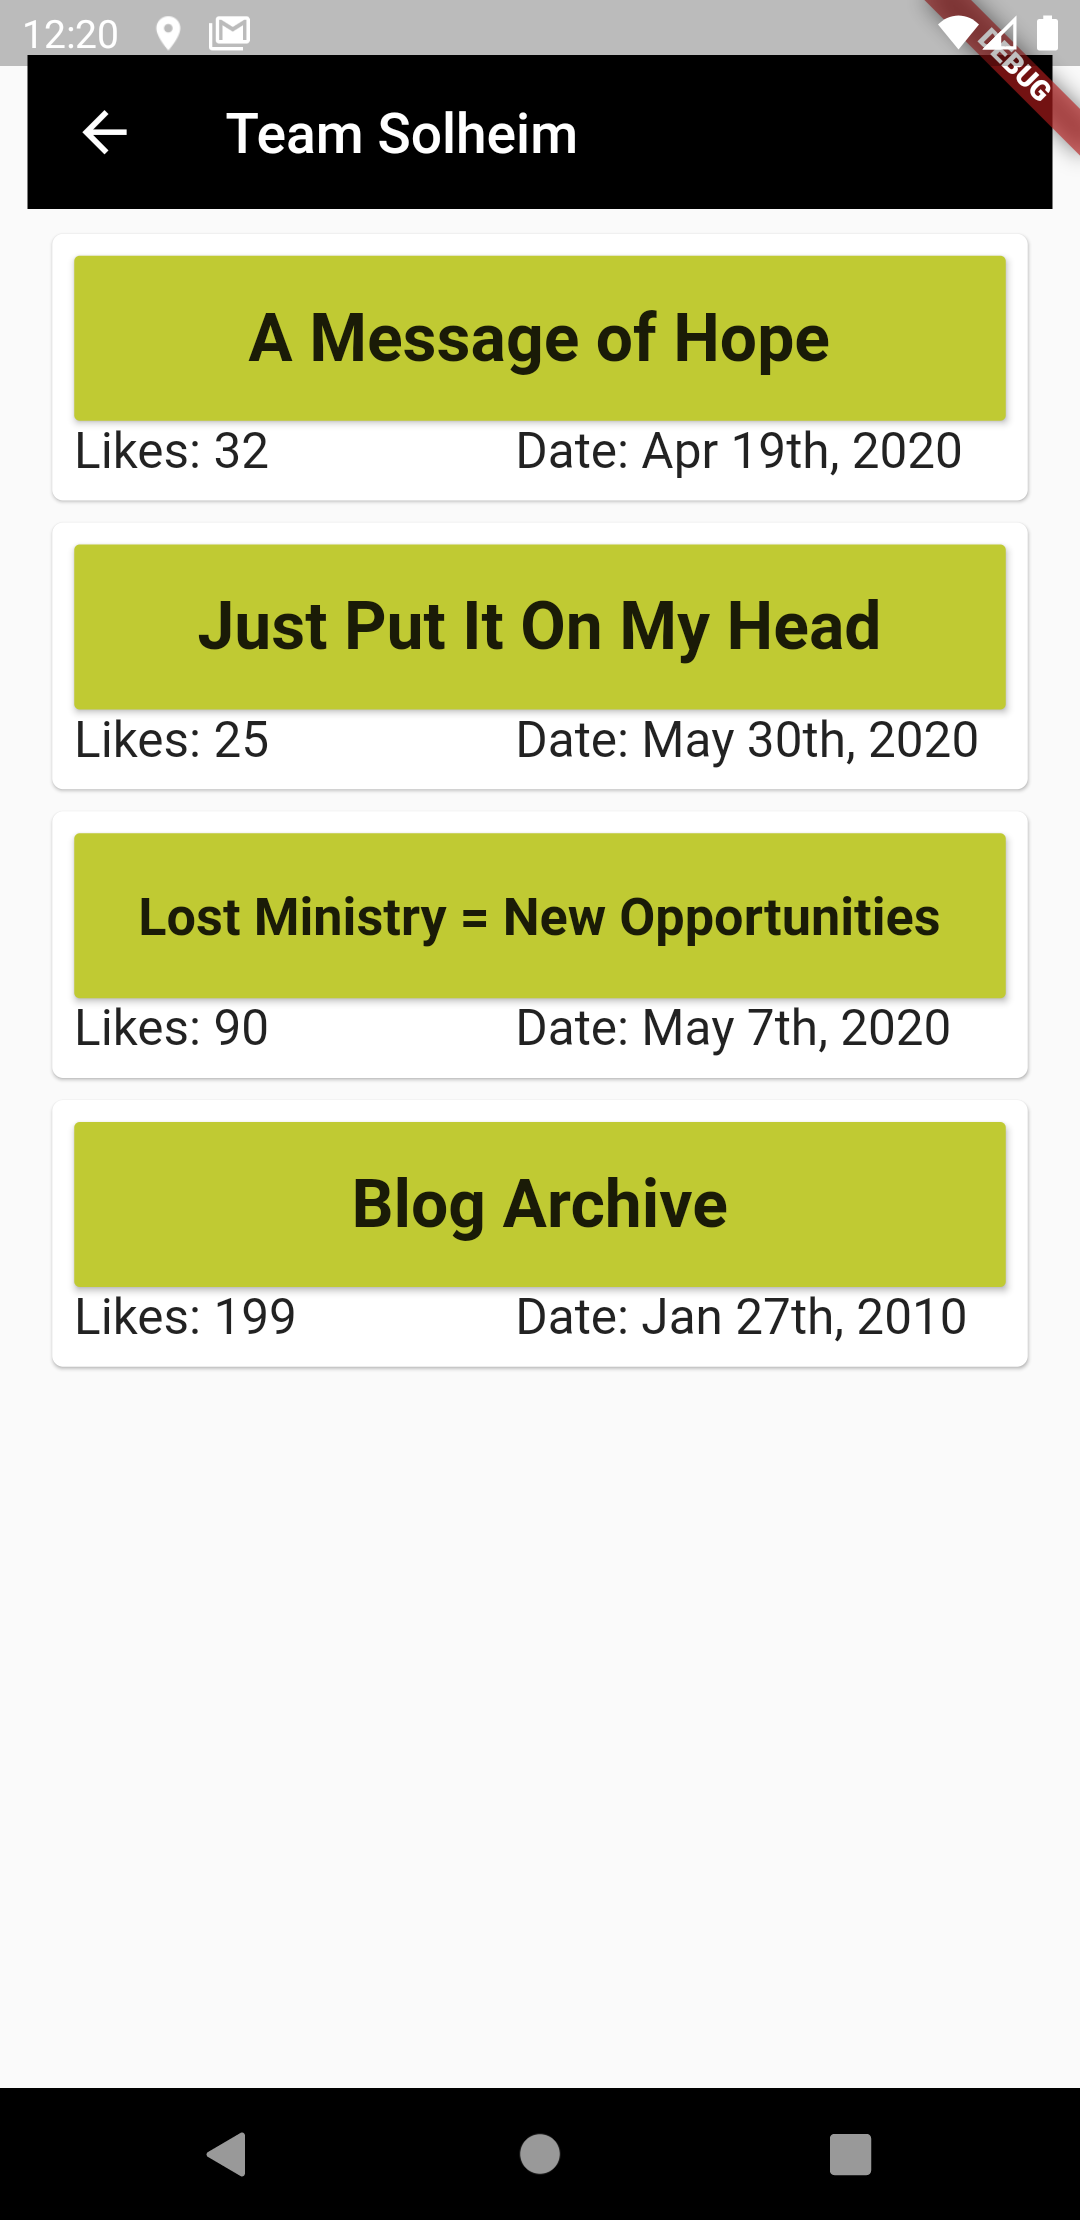 12:20
DEBUG
Team Solheim
A Message of Hope
Likes: 32 Date: Apr 19th, 2020
Just Put It On My Head
Likes: 25 Date: May 30th, 2020
Lost Ministry = New Opportunities
Likes: 90 Date: May 7th, 2020
Blog Archive
Likes: 199 Date: Jan 27th, 2010